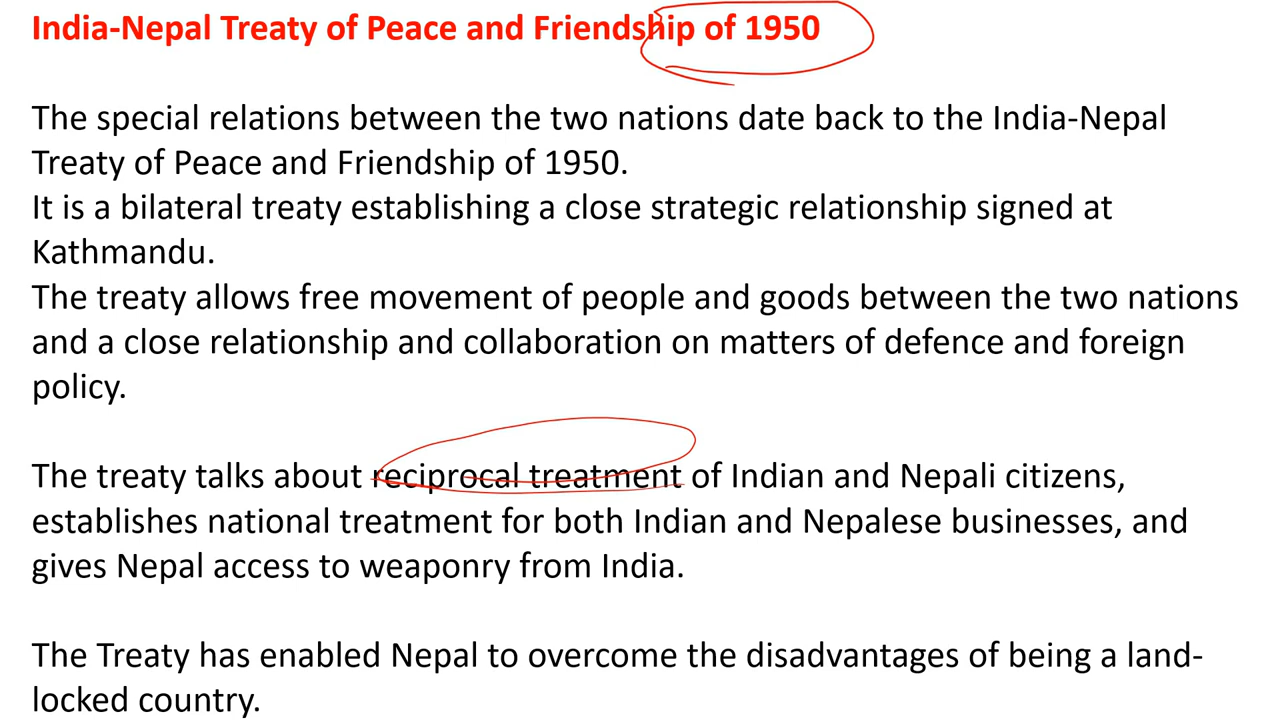 India-Nepal Treaty of Peace and Friendship of 1950
The special relations between the two nations date back to the India-Nepal
Treaty of Peace and Friendship of 1950.
It is a bilateral treaty establishing a close strategic relationship signed at
Kathmandu.
The treaty allows free movement of people and goods between the two nations
and a close relationship and collaboration on matters of defence and foreign
policy.
The treaty talks about reciprocal treatment of Indian and Nepali citizens,
establishes national treatment for both Indian and Nepalese businesses, and
gives Nepal access to weaponry from India.
The Treaty has enabled Nepal to overcome the disadvantages of being a land-
locked country.